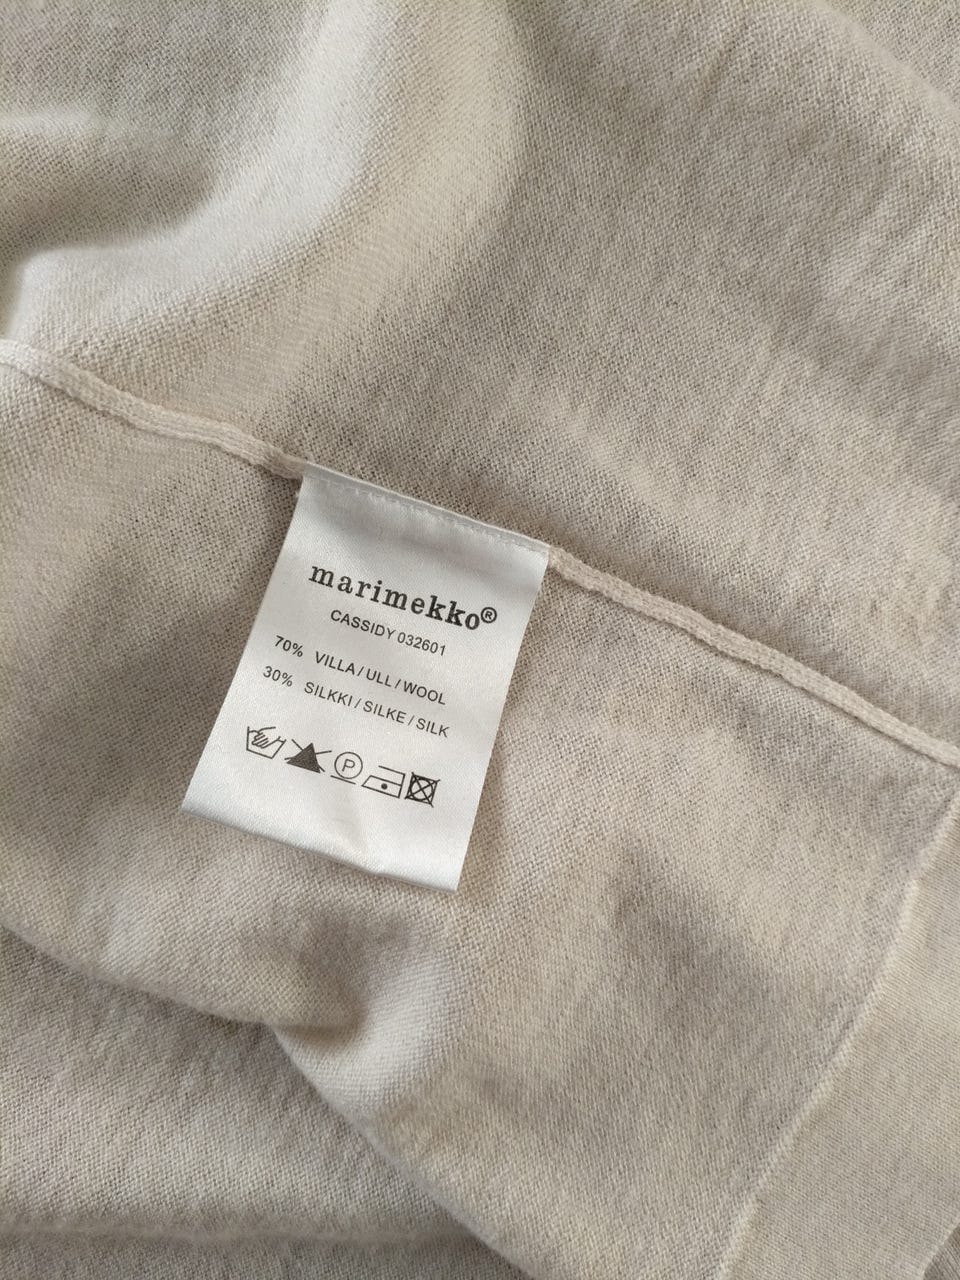 marimekko®
CASSIDY 032601
70% VILLA / ULL / WOOL
30% SILKKI / SILKE / SILK
P